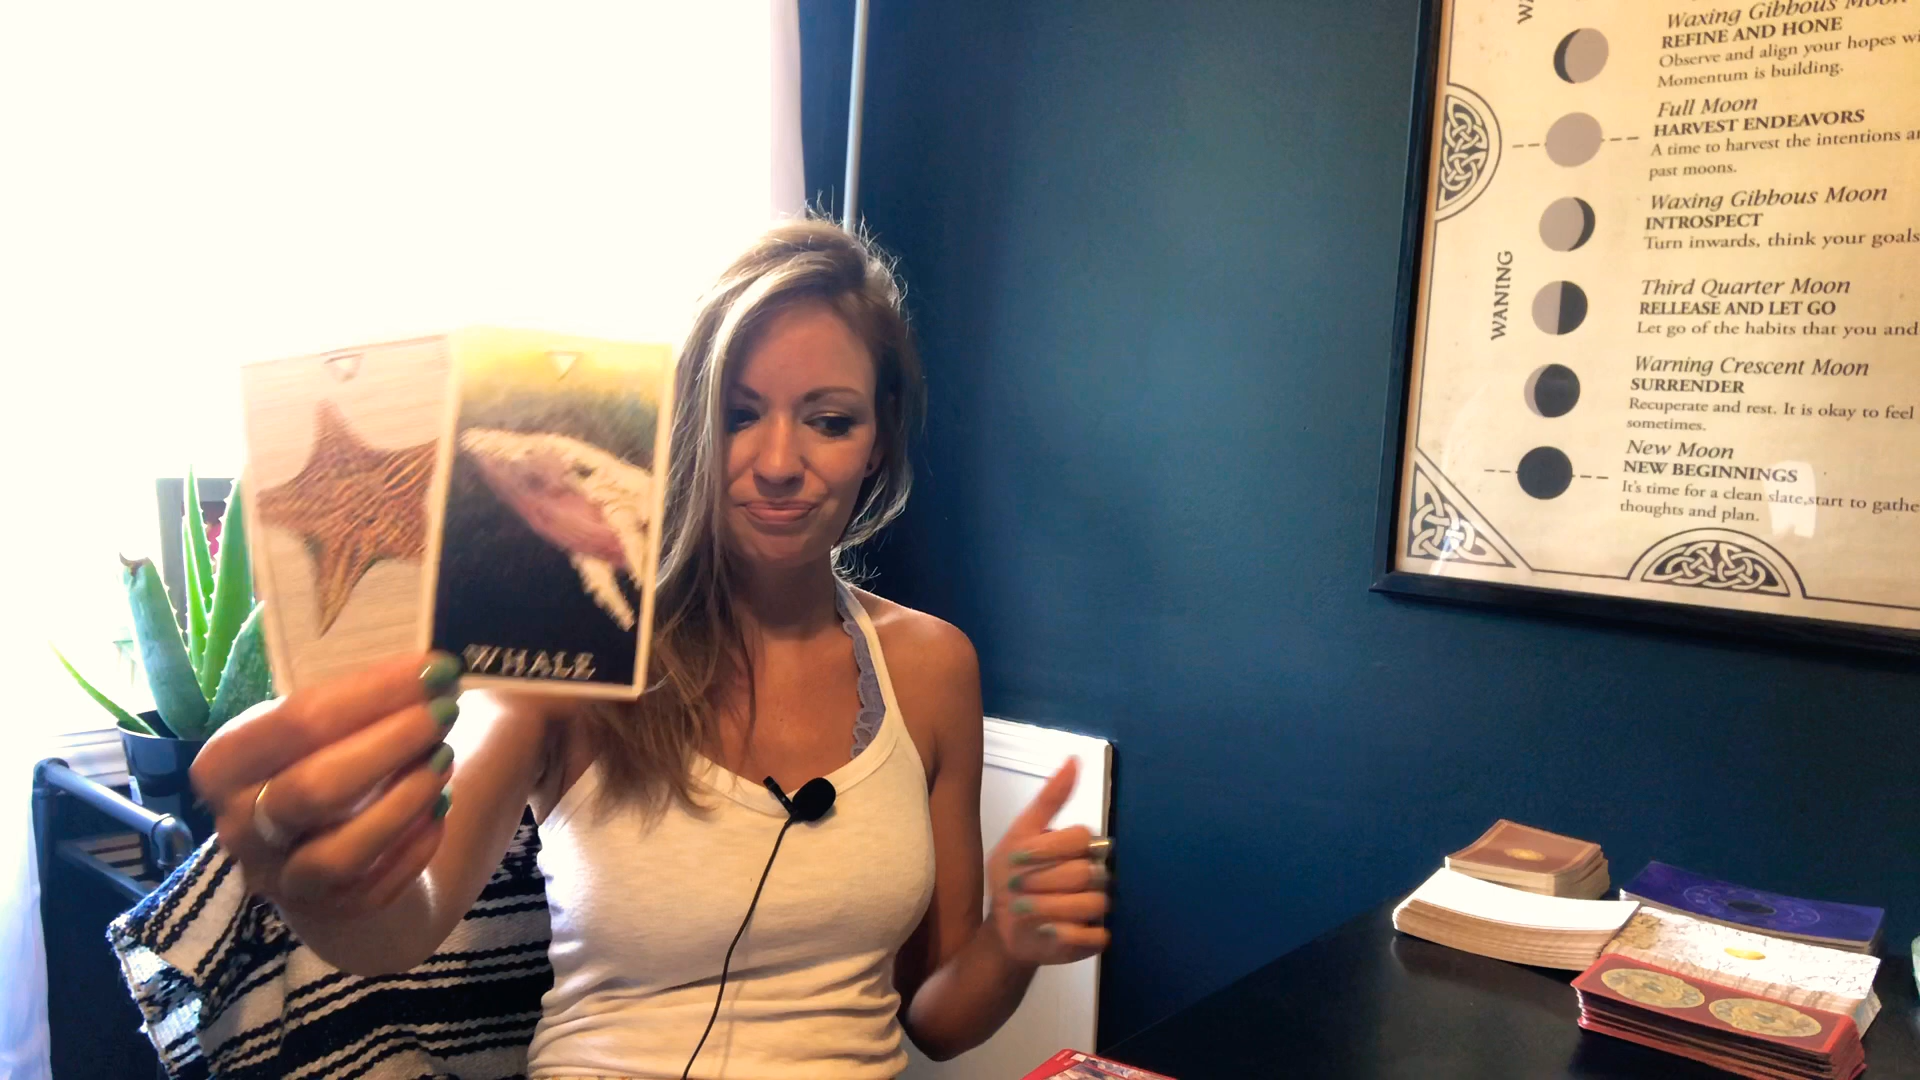 WHALE
Waxing Gibbous Moon
REFINE AND HONE
Observe and align your hopes
Momentum is building.
Full Moon
HARVEST ENDEAVORS
A time to harvest the intentions
past moons.
Waxing Gibbous Moon
INTROSPECT
Turn inwards, think your goals
WANING
Third Quarter Moon
RELLEASE AND LET GO
Let go of the habits that you and
Warning Crescent Moon
SURRENDER
Recuperate and rest. It is okay to feel
sometimes.
New Moon
NEW BEGINNINGS
It's time for a clean slate,start to
thoughts and plan.